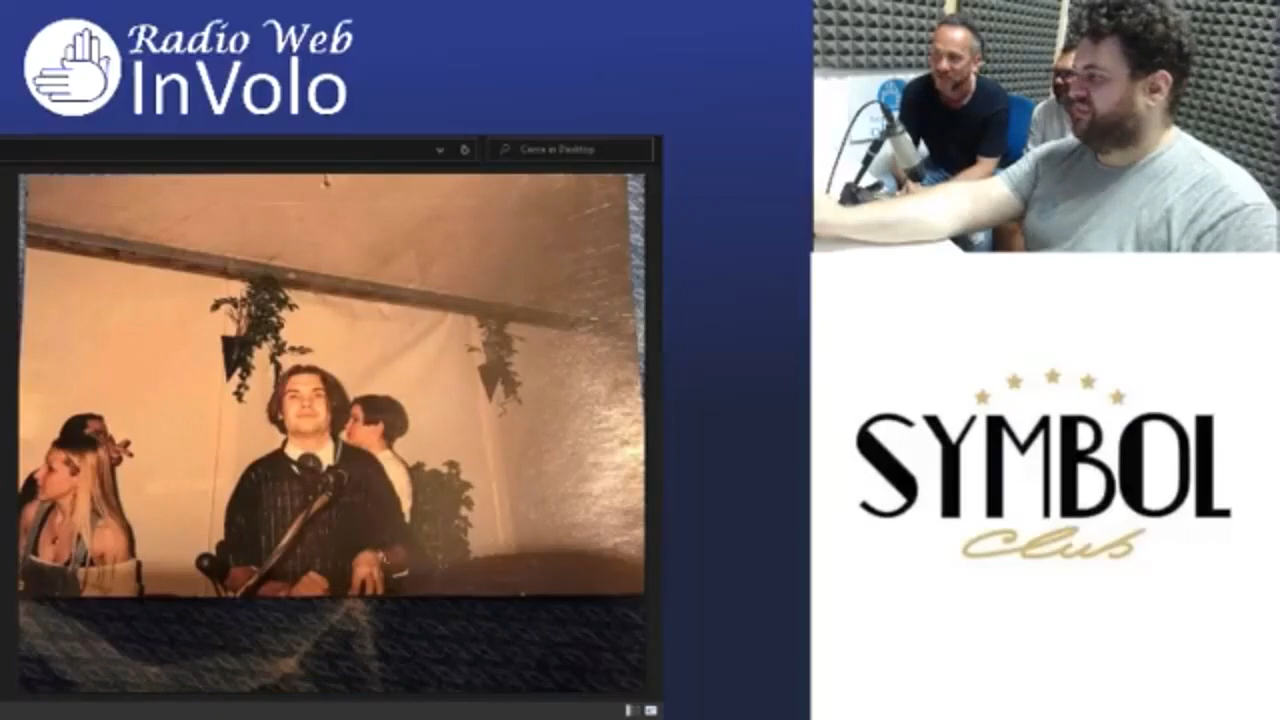 Radio Web
InVolo
Cerca in Desktop
SYMBOL
Club